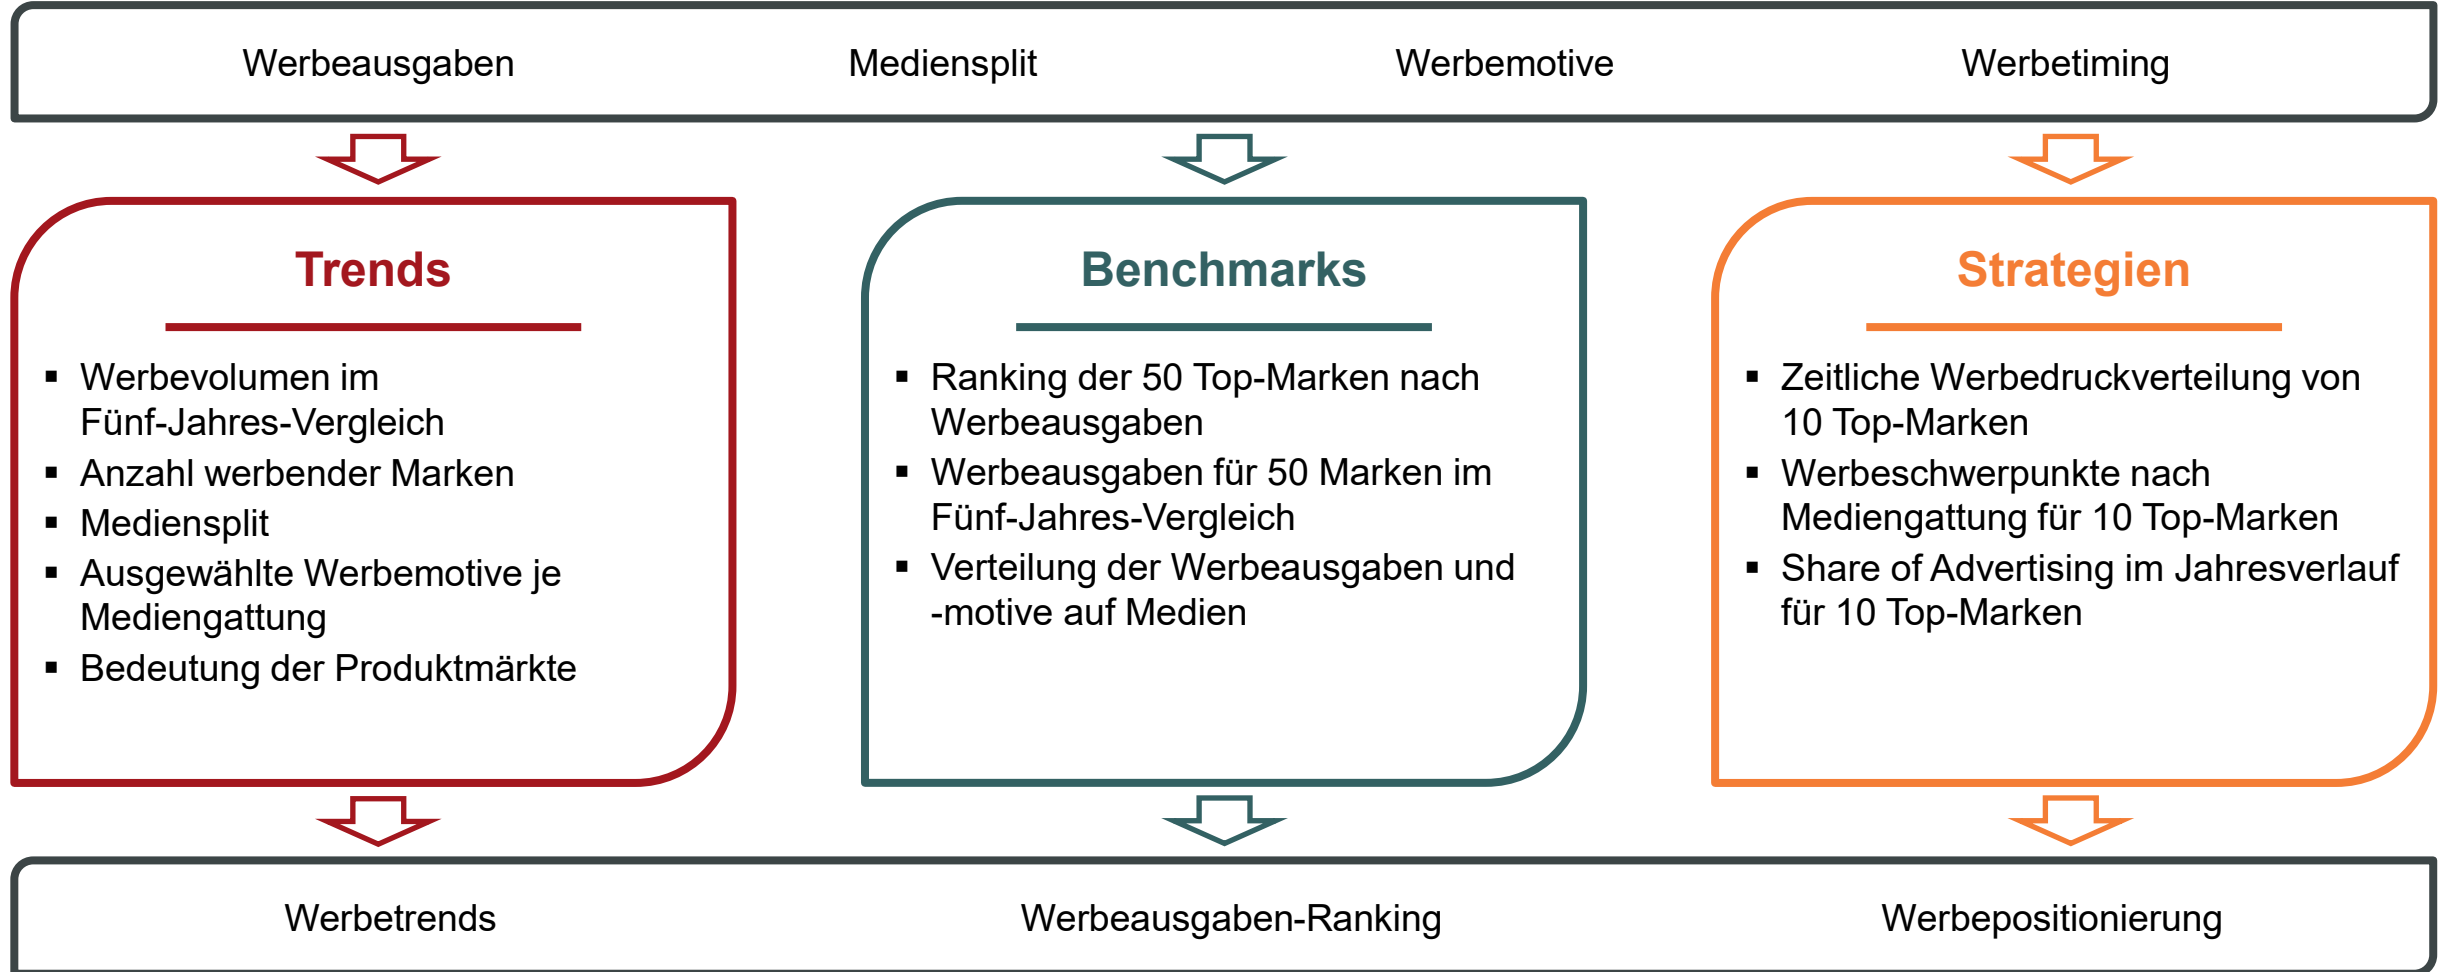 Werbeausgaben Mediensplit Werbemotive Werbetiming
Trends
▪ Werbevolumen im
Fünf-Jahres-Vergleich
▪ Anzahl werbender Marken
▪ Mediensplit
▪ Ausgewählte Werbemotive je
Mediengattung
▪ Bedeutung der Produktmärkte
Benchmarks
▪ Ranking der 50 Top-Marken nach
Werbeausgaben
▪ Werbeausgaben für 50 Marken im
Fünf-Jahres-Vergleich
▪ Verteilung der Werbeausgaben und
-motive auf Medien
Strategien
▪ Zeitliche Werbedruckverteilung von
10 Top-Marken
▪ Werbeschwerpunkte nach
Mediengattung für 10 Top-Marken
▪ Share of Advertising im Jahresverlauf
für 10 Top-Marken
Werbetrends Werbeausgaben-Ranking Werbepositionierung